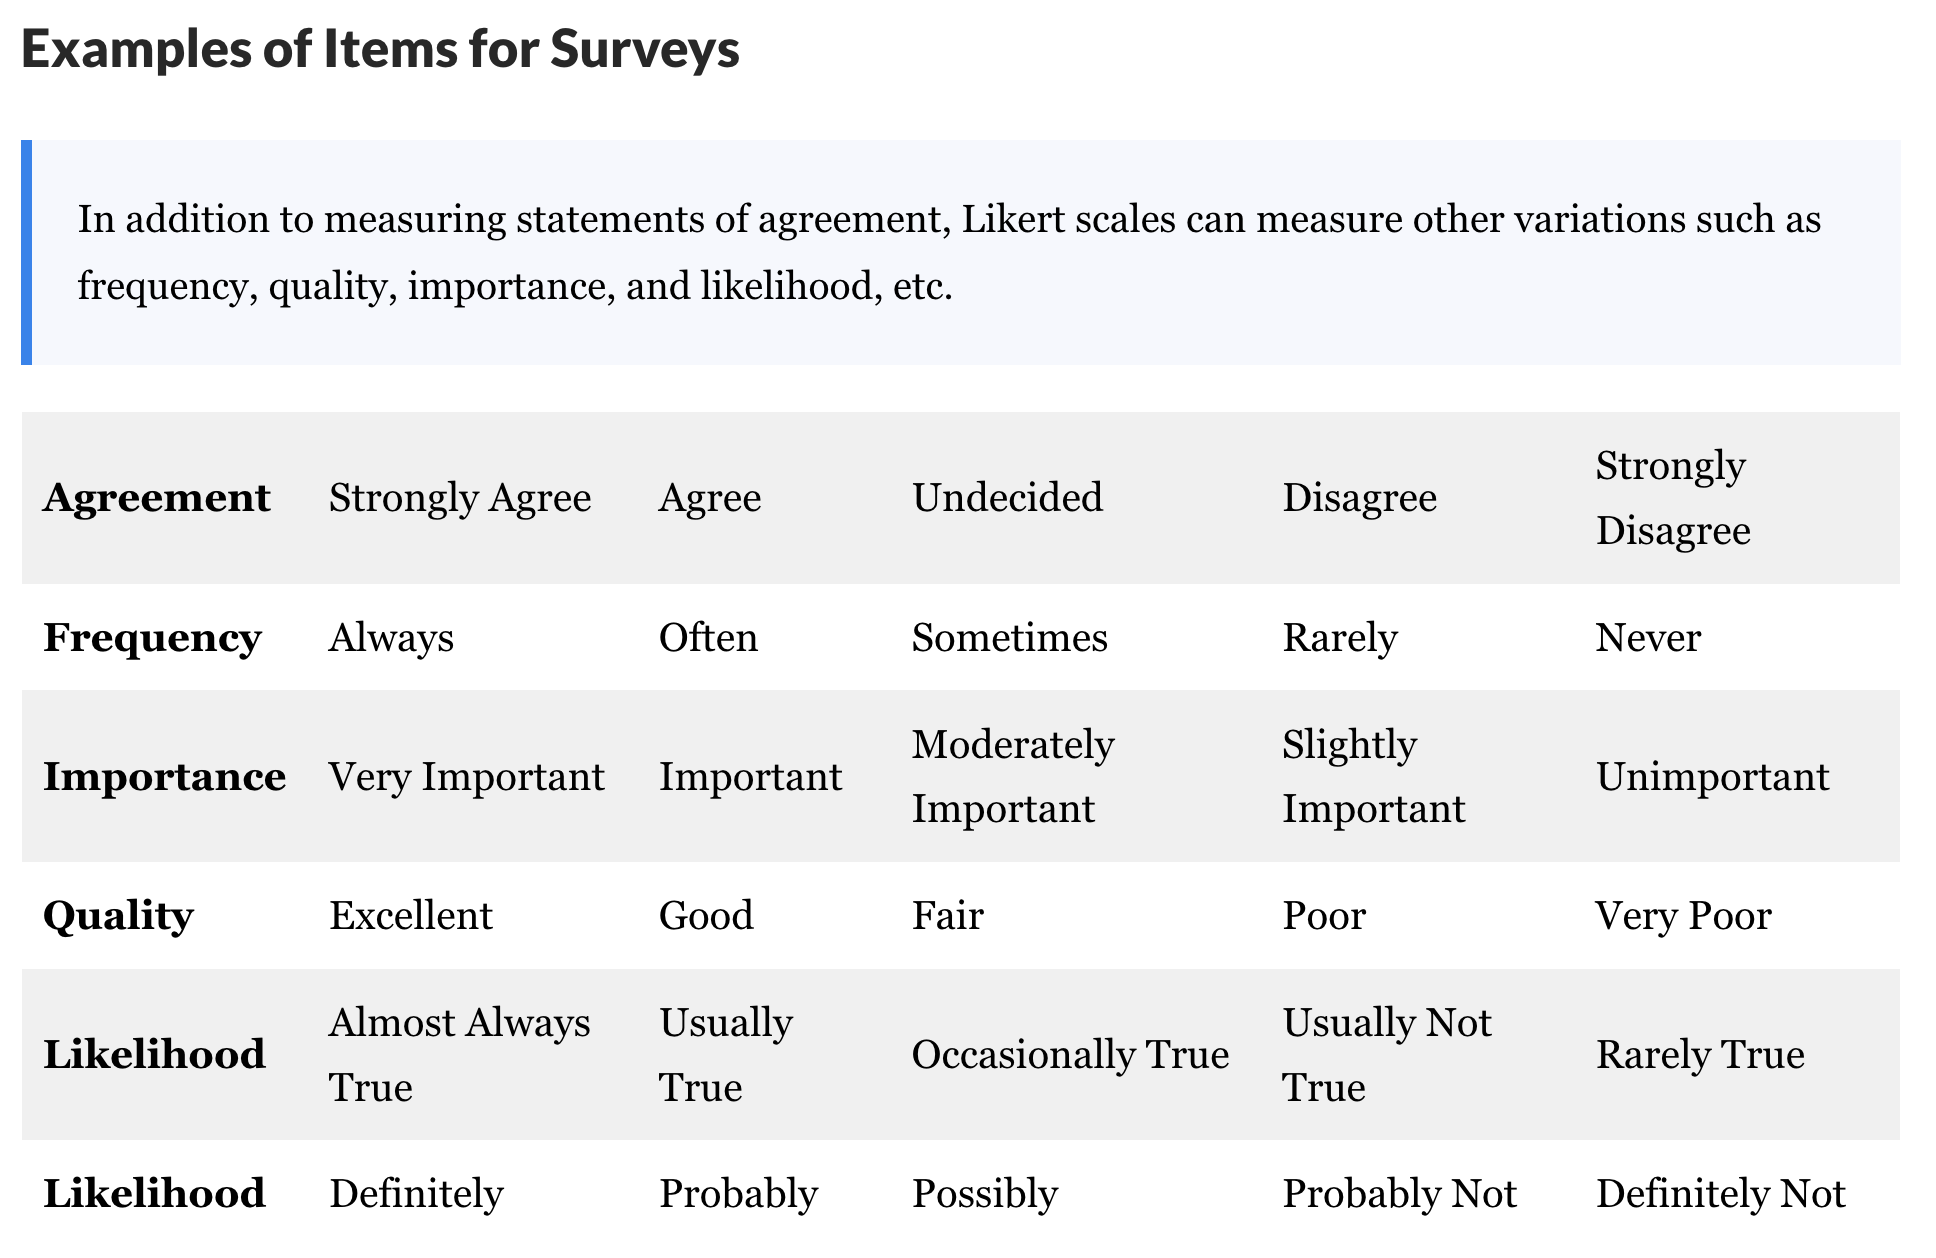 Examples of Items for Surveys
In addition to measuring statements of agreement, Likert scales can measure other variations such as
frequency, quality, importance, and likelihood, etc.
Agreement Strongly Agree Agree Undecided Disagree Strongly Disagree
Frequency Always Often Sometimes Rarely Never
Importance Very Important Important Moderately Important Slightly Important Unimportant
Quality Excellent Good Fair Poor Very Poor
Likelihood Almost Always True Usually True Occasionally True Usually Not True Rarely True
Likelihood Definitely Probably Possibly Probably Not Definitely Not